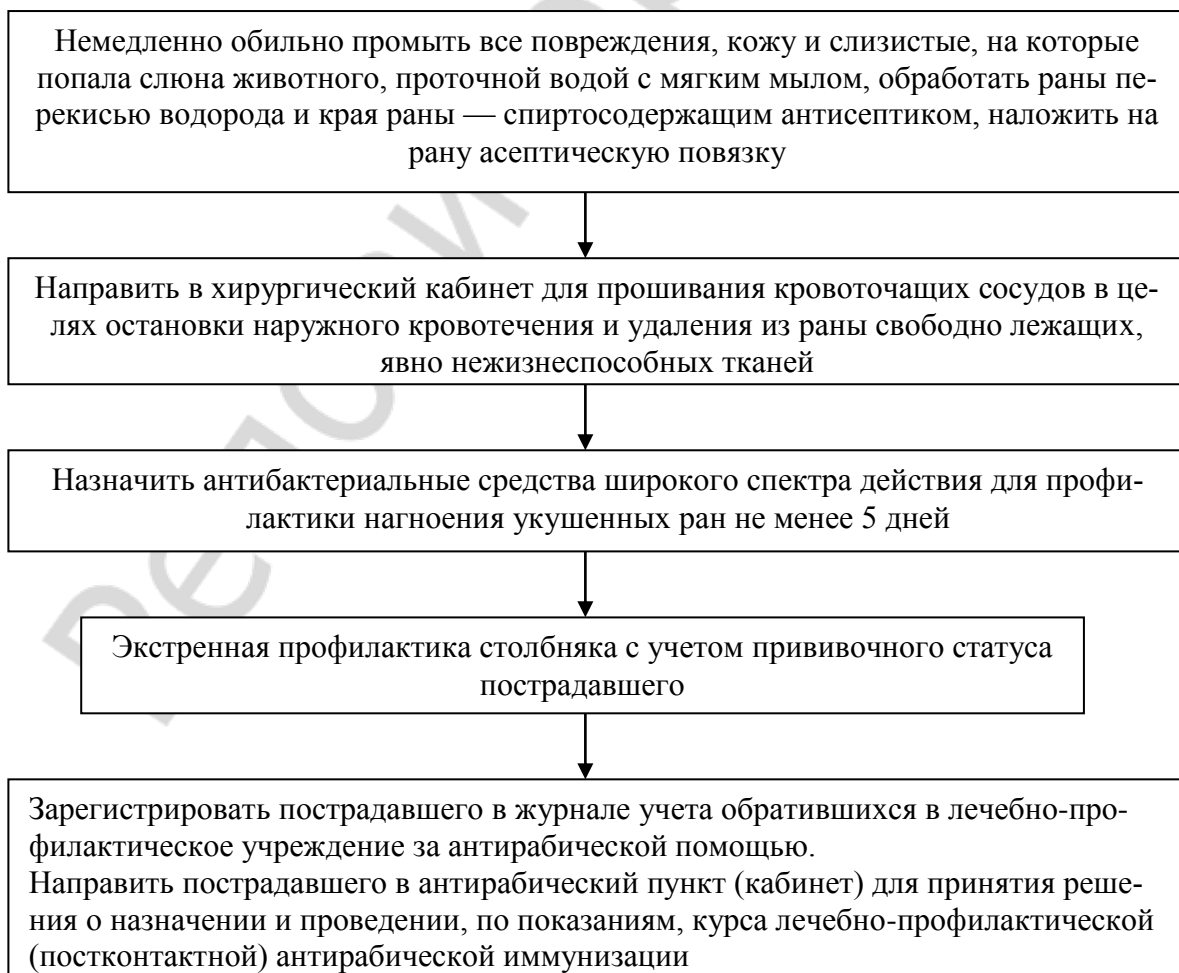 Немедленно обильно промыть все повреждения, кожу и слизистые, на которые
попала слюна животного, проточной водой с мягким мылом, обработать раны пе-
рекисью водорода и края раны — спиртосодержащим антисептиком, наложить на
рану асептическую повязку
Направить в хирургический кабинет для прошивания кровоточащих сосудов в це-
лях остановки наружного кровотечения и удаления из раны свободно лежащих,
явно нежизнеспособных тканей
Назначить антибактериальные средства широкого спектра действия для профи-
лактики нагноения укушенных ран не менее 5 дней
Экстренная профилактика столбняка с учетом прививочного статуса
пострадавшего
Зарегистрировать пострадавшего в журнале учета обратившихся в лечебно-про-
филактическое учреждение за антирабической помощью.
Направить пострадавшего в антирабический пункт (кабинет) для принятия реше-
ния о назначении и проведении, по показаниям, курса лечебно-профилактической
(постконтактной) антирабической иммунизации